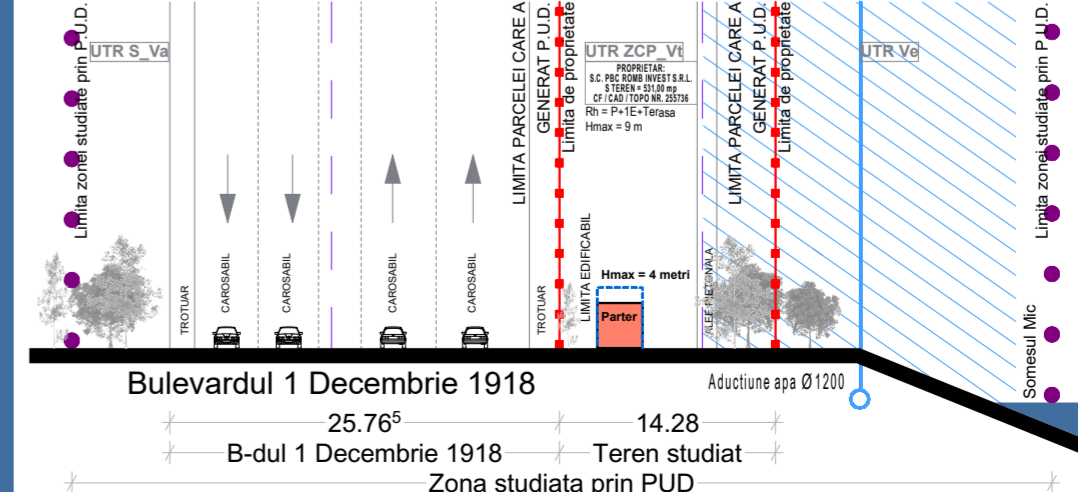 Limita zonei studiate prin P.U.D.
UTR S_Va
TROTUAR
CAROSABIL
CAROSABIL
CAROSABIL
CAROSABIL
TROTUAR
LIMITA PARCELEI CARE A
GENERAT P.U.D.
Limita de proprietate
UTR ZCP_Vt
PROPRIETAR:
S.C. PBC ROMB INVEST S.R.L.
S TEREN = 531,00 mp
CF / CAD / TOPO NR. 255736
Rh = P+1E+Terasa
Hmax = 9 m
LIMITA EDIFICABIL
Hmax = 4 metri
Parter
ALEE PIETONALA
LIMITA PARCELEI CARE A
GENERAT P.U.D.
Limita de proprietate
UTR Ve
Limita zonei studiate prin P.U.D.
Somesul Mic
Bulevardul 1 Decembrie 1918
Aductiune apa Ø1200
25.76⁵
14.28
B-dul 1 Decembrie 1918
Teren studiat
Zona studiata prin PUD